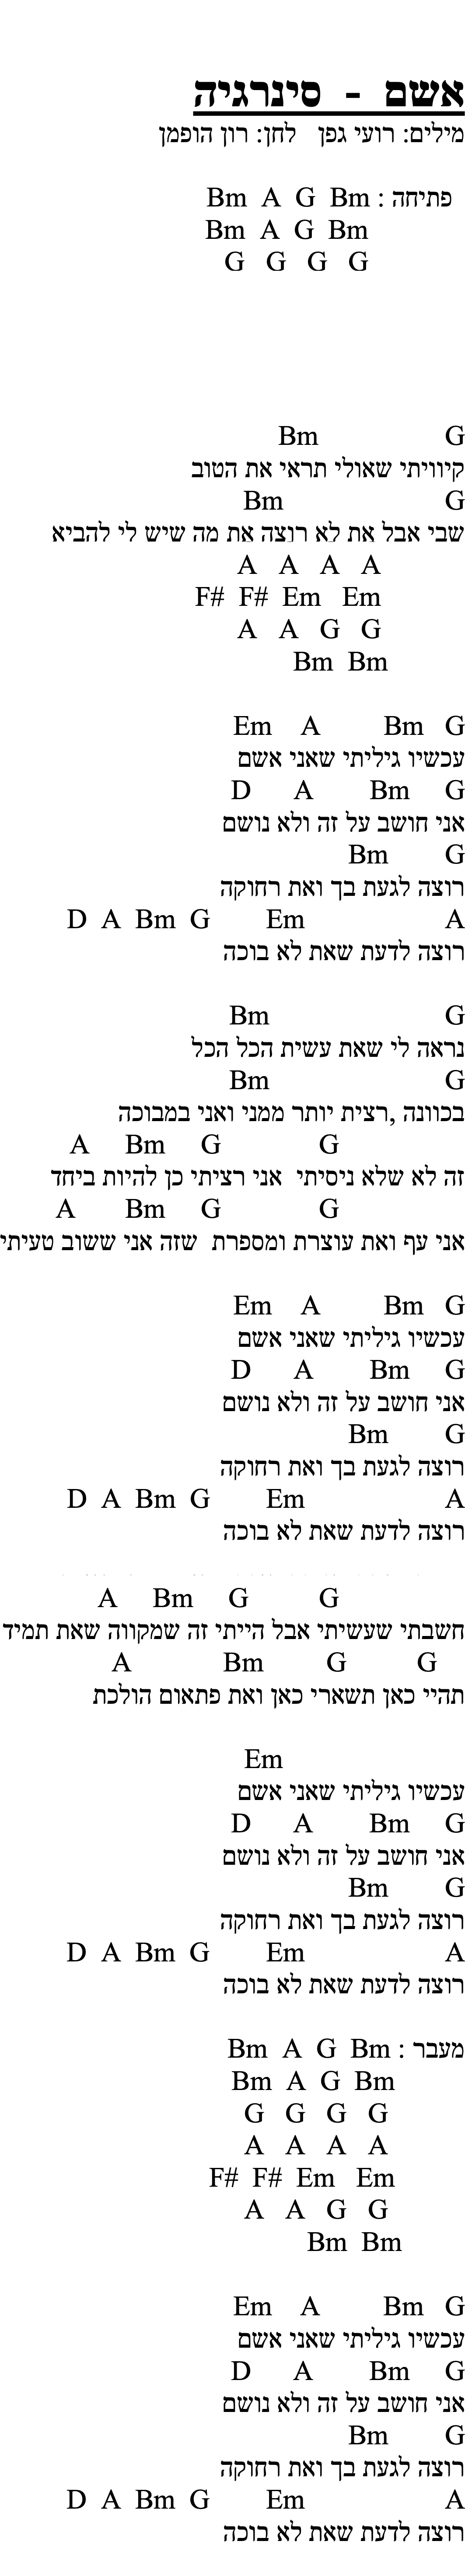 אשם - סינרגיה
מילים: רועי גפן לחן: רון הופמן
פתיחה : Bm A G Bm
Bm A G Bm
G G G G
Bm G
קיוויתי שאולי תראי את הטוב
Bm G
שבי אבל את לא רוצה את מה שיש לי להביא
A A A A
F# F# Em Em
A A G G
Bm Bm
Em A Bm G
עכשיו גיליתי שאני אשם
D A Bm G
אני חושב על זה ולא נושם
Bm G
רוצה לגעת בך ואת רחוקה
D A Bm G Em A
רוצה לדעת שאת לא בוכה
Bm G
נראה לי שאת עשית הכל הכל
Bm G
בכוונה ,רצית יותר ממני ואני במבוכה
A Bm G G
זה לא שלא ניסיתי אני רציתי כן להיות ביחד
A Bm G G
אני עף ואת עוצרת ומספרת שזה אני ששוב טעיתי
Em A Bm G
עכשיו גיליתי שאני אשם
D A Bm G
אני חושב על זה ולא נושם
Bm G
רוצה לגעת בך ואת רחוקה
D A Bm G Em A
רוצה לדעת שאת לא בוכה
A Bm G G
חשבתי שעשיתי אבל הייתי זה שמקווה שאת תמיד
A Bm G G
תהיי כאן תשארי כאן ואת פתאום הולכת
Em
עכשיו גיליתי שאני אשם
D A Bm G
אני חושב על זה ולא נושם
Bm G
רוצה לגעת בך ואת רחוקה
D A Bm G Em A
רוצה לדעת שאת לא בוכה
מעבר : Bm A G Bm
Bm A G Bm
G G G G
A A A A
F# F# Em Em
A A G G
Bm Bm
Em A Bm G
עכשיו גיליתי שאני אשם
D A Bm G
אני חושב על זה ולא נושם
Bm G
רוצה לגעת בך ואת רחוקה
D A Bm G Em A
רוצה לדעת שאת לא בוכה